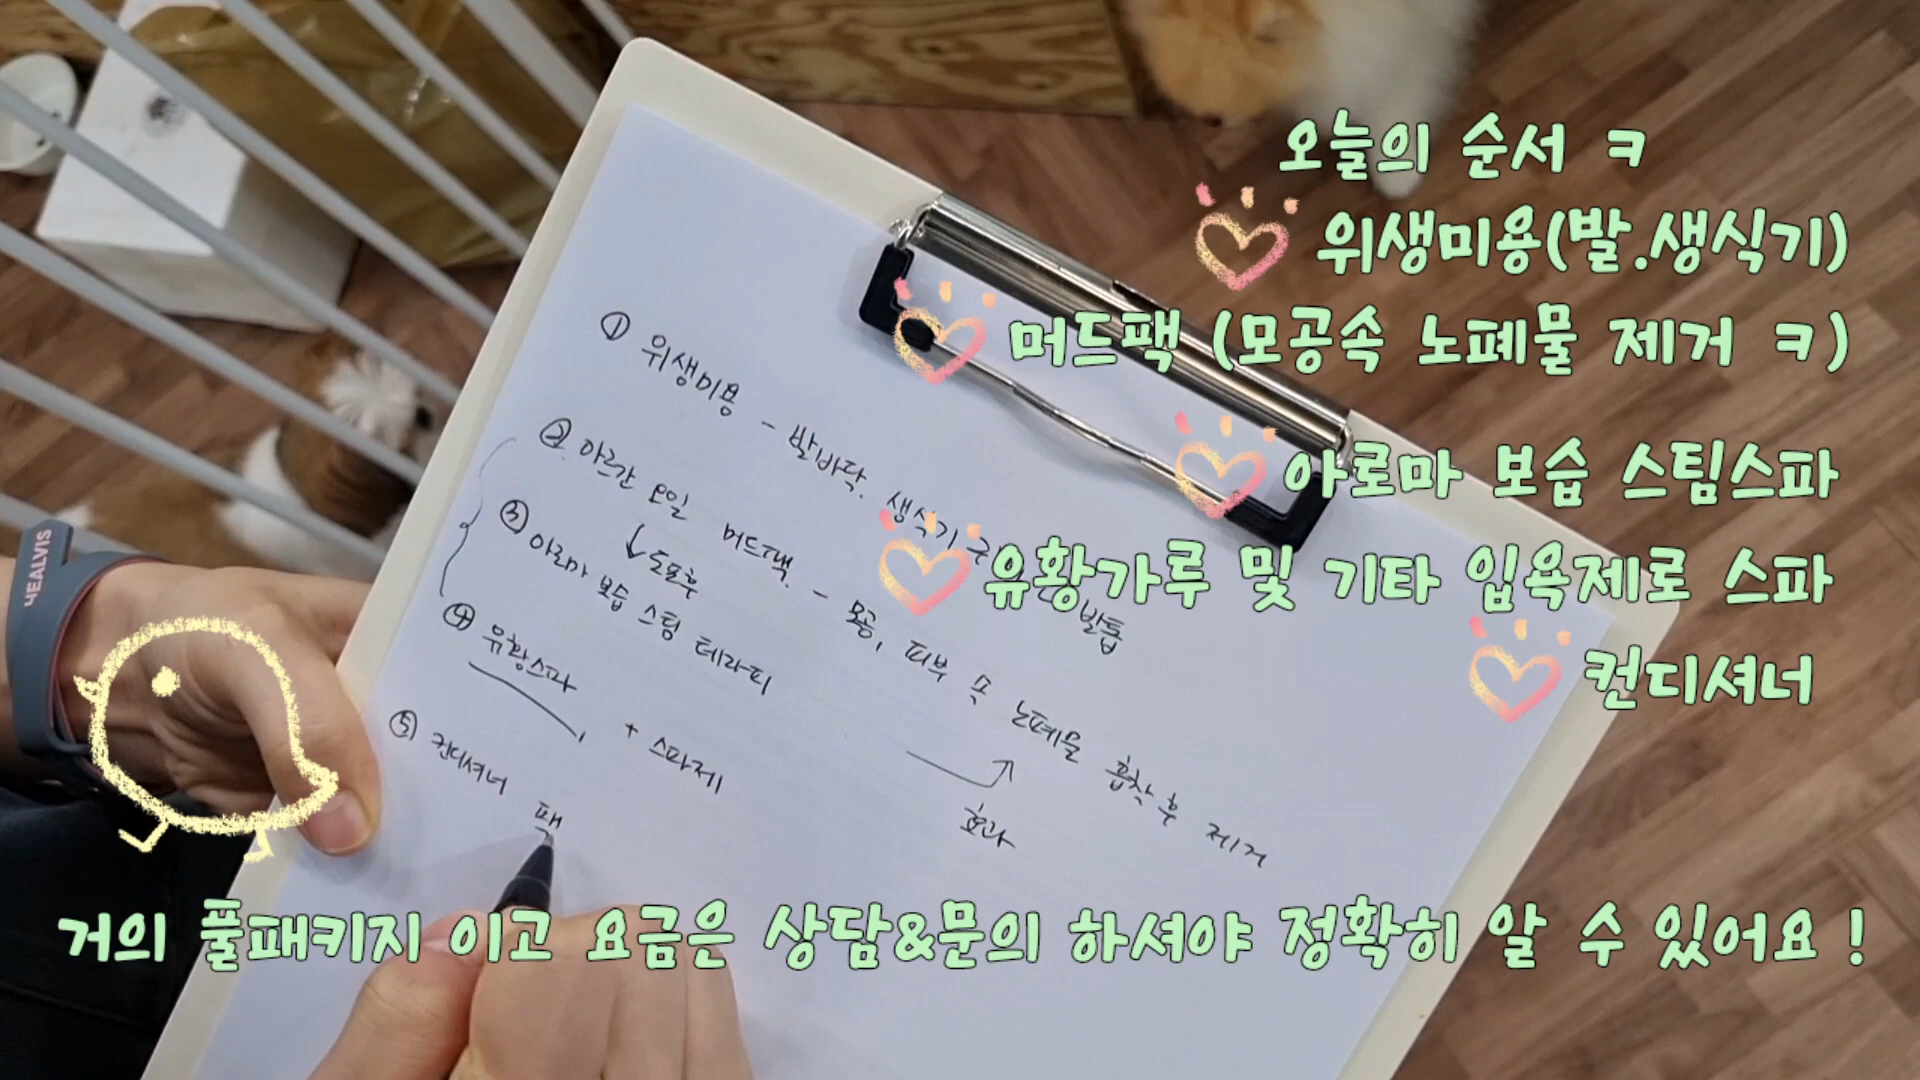 오늘의 순서 ㅋ
위생미용(발.생식기)
머드팩 (모공속 노폐물 제거 ㅋ)
아로마 보습 스팀스파
유황가루 및 기타 입욕제로 스파
컨디셔너
① 위생미용 - 발바닥. 생식기 발톱
② 아르간 오일 머드팩. - 모공, 피부 속 노폐물 흡착 후 제거
↓ 도포후
효과
③ 아로마 보습 스팀 테라피
④ 유황스파 + 스파제
⑤ 컨디셔너 팩
HEALVIS
거의 풀패키지 이고 요금은 상담&문의 하셔야 정확히 알 수 있어요 !